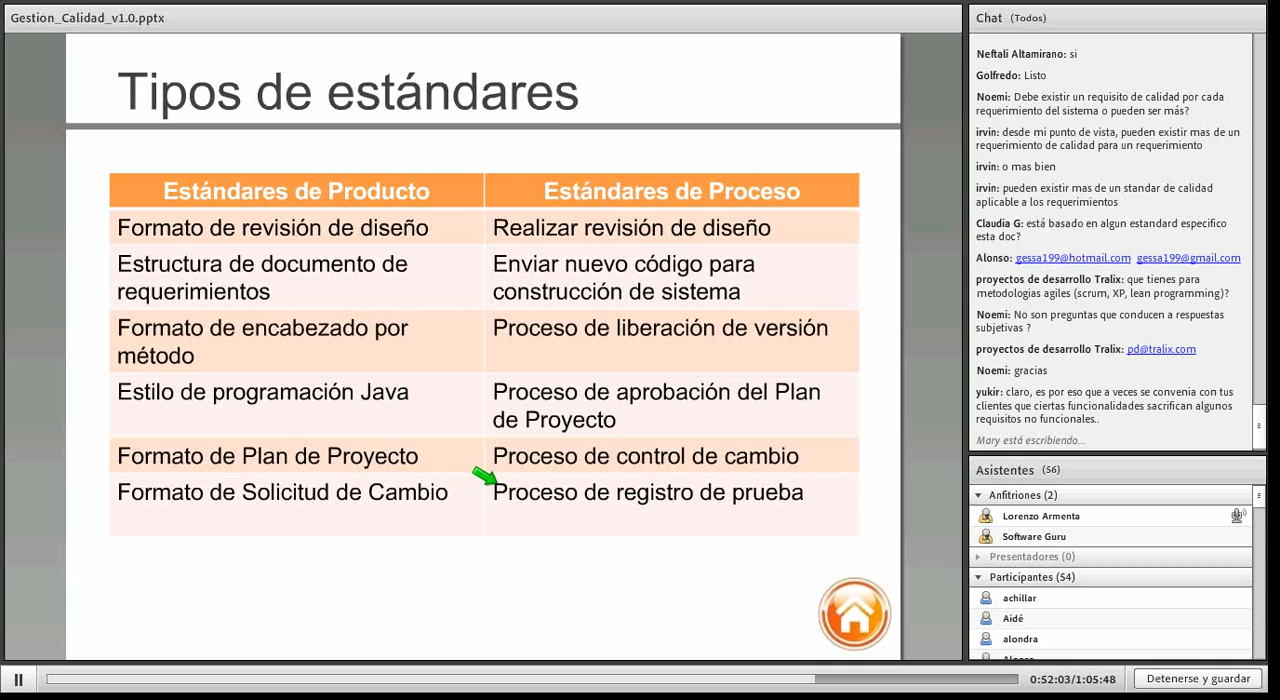 Gestion_Calidad_v1.0.pptx
Tipos de estándares
Estándares de Producto
Estándares de Proceso
Formato de revisión de diseño
Realizar revisión de diseño
Estructura de documento de
requerimientos
Enviar nuevo código para
construcción de sistema
Formato de encabezado por
método
Proceso de liberación de versión
Estilo de programación Java
Proceso de aprobación del Plan
de Proyecto
Formato de Plan de Proyecto
Proceso de control de cambio
Formato de Solicitud de Cambio
Proceso de registro de prueba
Chat (Todos)
Neftali Altamirano: si
Golfredo: Listo
Noemi: Debe existir un requisito de calidad por cada
requerimiento del sistema o pueden ser más?
irvin: desde mi punto de vista, pueden existir mas de un
requerimiento de calidad para un requerimiento
irvin: o mas bien
irvin: pueden existir mas de un standar de calidad
aplicable a los requerimientos
Claudia G: está basado en algun estandard especifico
esta doc?
Alonso: gessa199@hotmail.com gessa199@gmail.com
proyectos de desarrollo Tralix: que tienes para
metodologias agiles (scrum, XP, lean programming)?
Noemi: No son preguntas que conducen a respuestas
subjetivas ?
proyectos de desarrollo Tralix: pd@tralix.com
Noemi: gracias
yukir: claro, es por eso que a veces se convenia con tus
clientes que ciertas funcionalidades sacrifican algunos
requisitos no funcionales..
Mary está escribiendo...
Asistentes (56)
Anfitriones (2)
Lorenzo Armenta
Software Guru
Presentadores (0)
Participantes (54)
achillar
Aidé
alondra
0:52:03/1:05:48
Detenerse y guardar